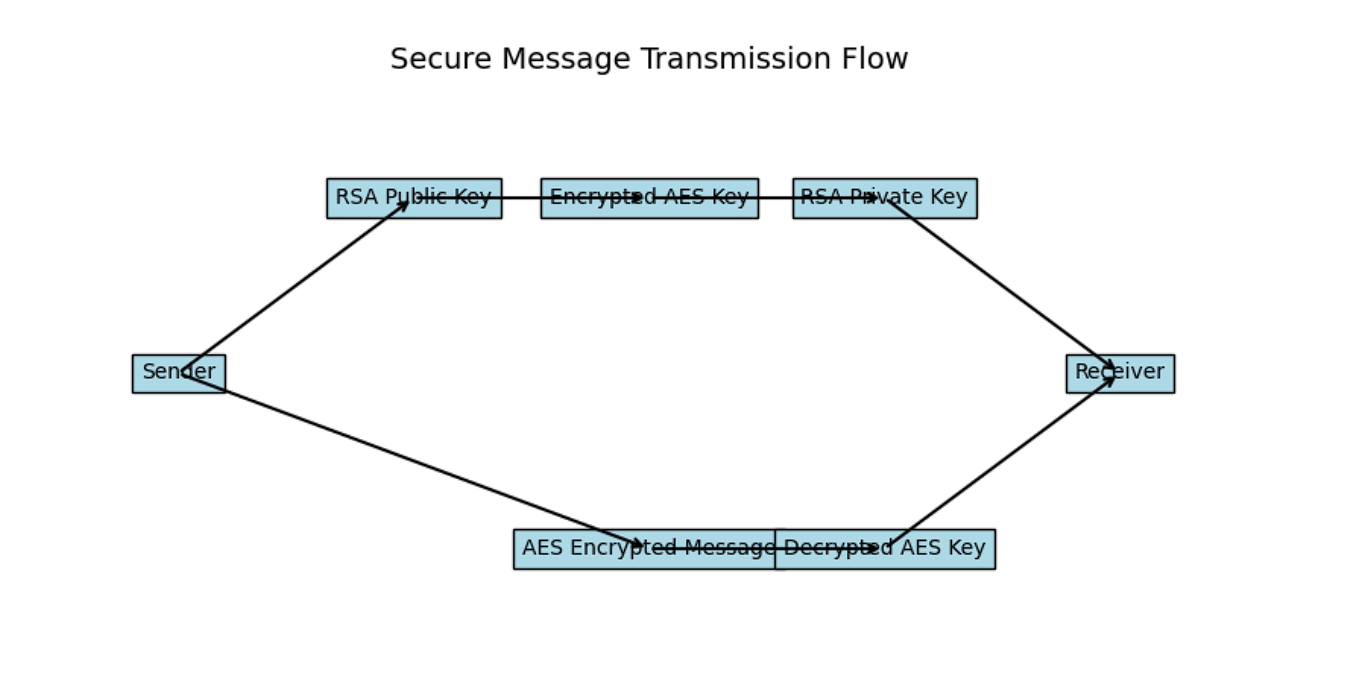 Secure Message Transmission Flow
RSA Public Key
Encrypted AES Key
RSA Private Key
Sender
Receiver
AES Encrypted Message
Decrypted AES Key